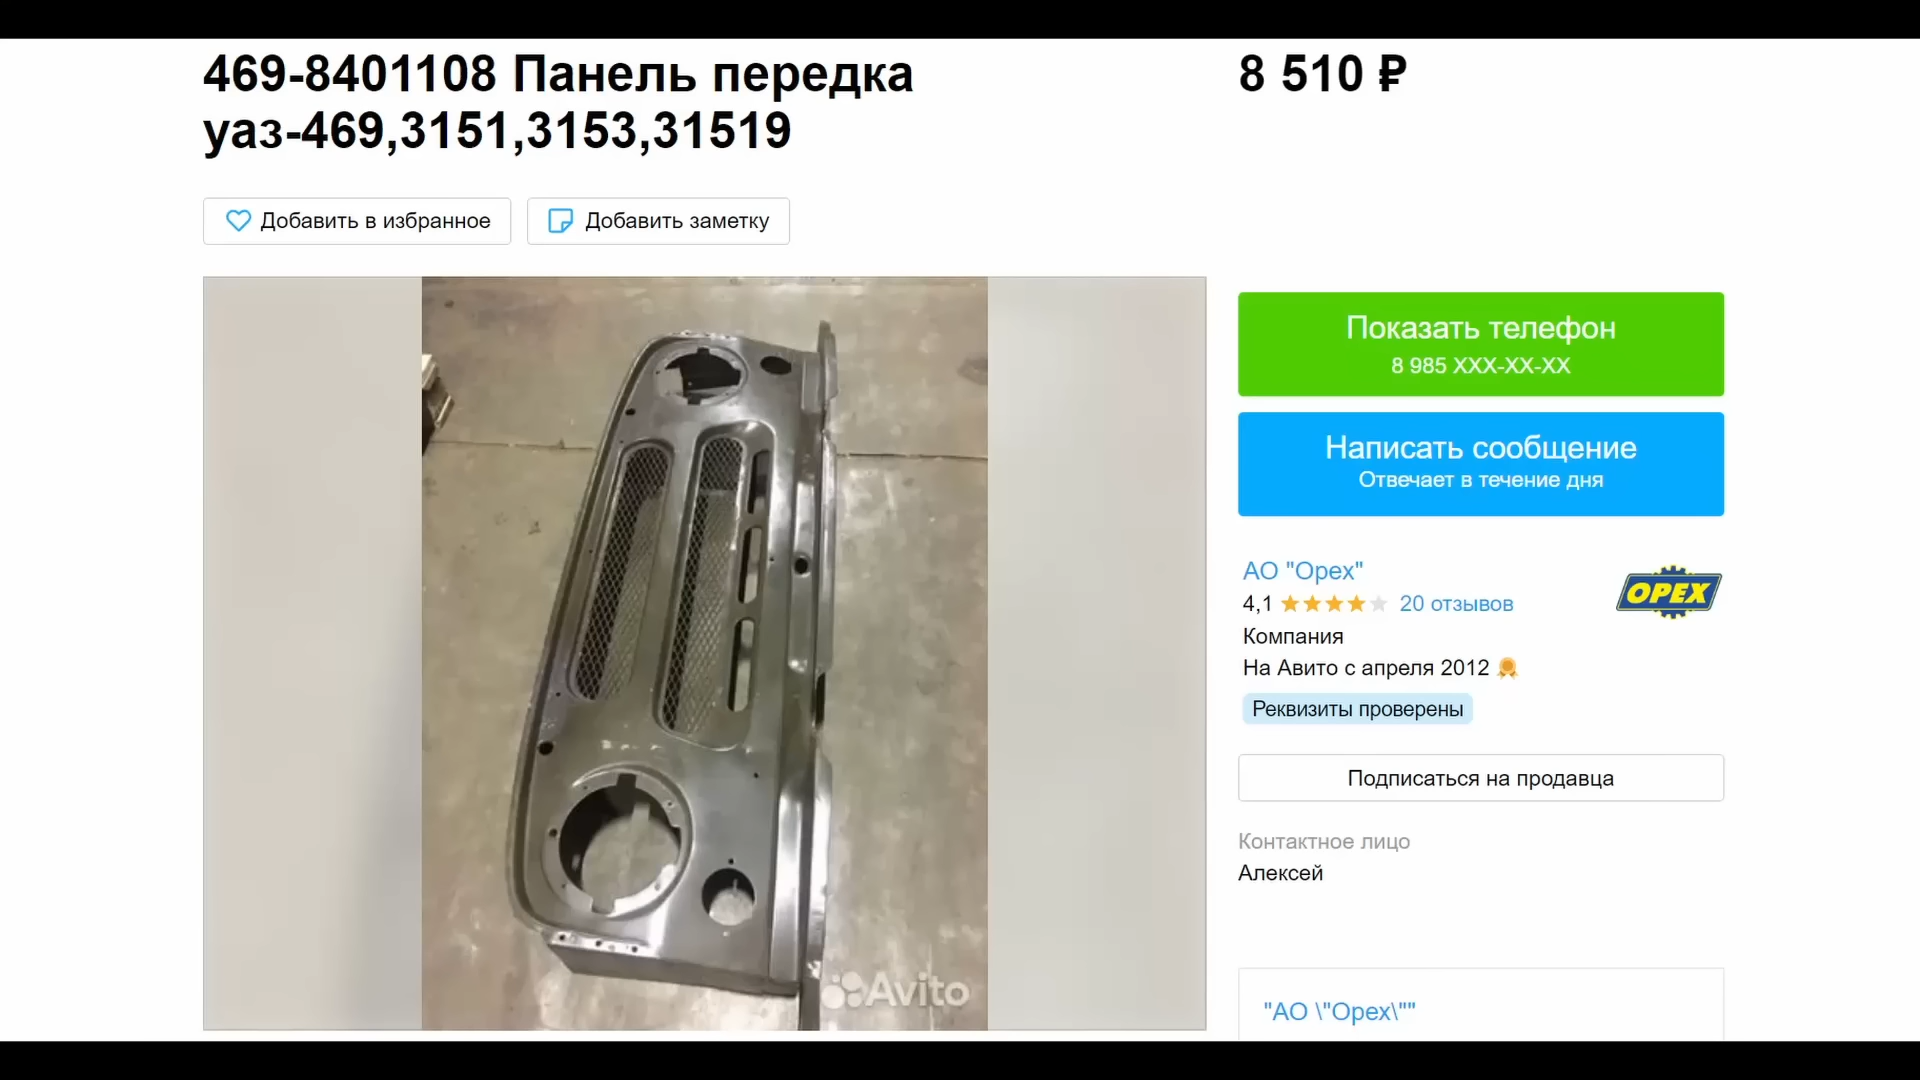 469-8401108 Панель передка
уаз-469,3151,3153,31519
8 510 ₽
Добавить в избранное
Добавить заметку
Показать телефон
8 985 XXX-XX-XX
Написать сообщение
Отвечает в течение дня
АО "Орех"
4,1
20 отзывов
OPEX
Компания
На Авито с апреля 2012
Реквизиты проверены
Подписаться на продавца
Контактное лицо
Алексей
Avito
"АО \"Орех\""